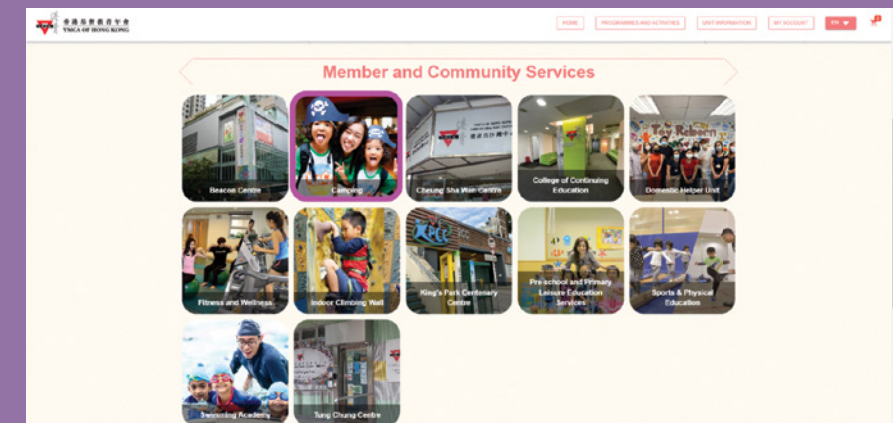 香港基督教青年會
YMCA OF HONG KONG
HOME
PROGRAMMES AND ACTIVITIES
UNIT INFORMATION
MY ACCOUNT
EN
Member and Community Services
Beacon Centre
Camping
Cheung Sha Wan Centre
College of Continuing
Education
Toy Reborn
Domestic Helper Unit
Fitness and Wellness
Indoor Climbing Wall
KPCC
King's Park Centenary
Centre
Pre-school and Primary
Leisure Education
Services
Sports & Physical
Education
Swimming Academy
Tung Chung Centre